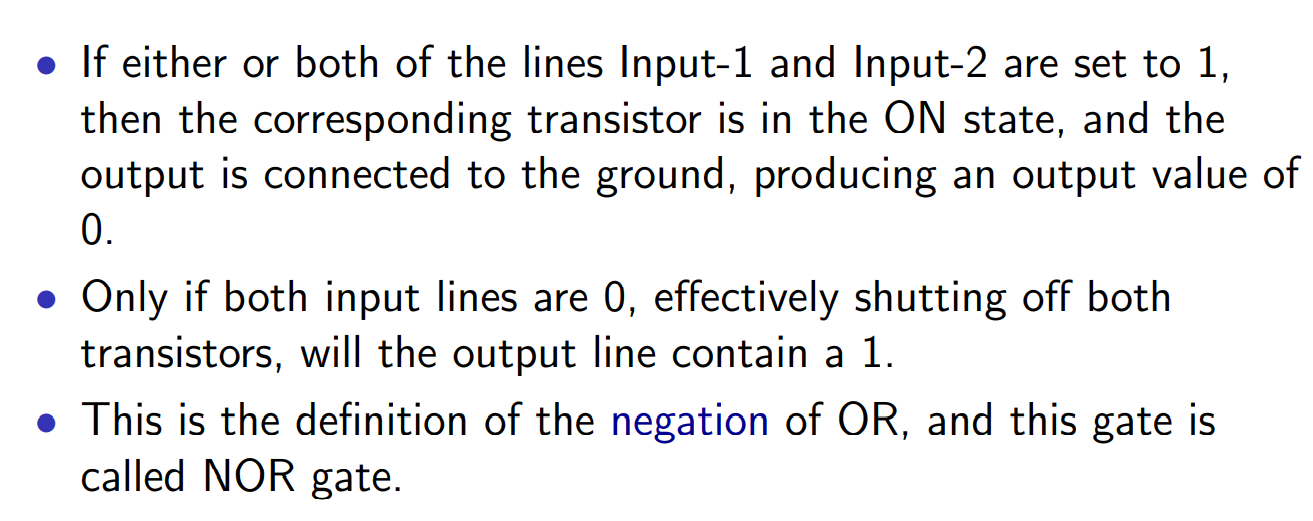 • If either or both of the lines Input-1 and Input-2 are set to 1,
then the corresponding transistor is in the ON state, and the
output is connected to the ground, producing an output value of
0.
• Only if both input lines are 0, effectively shutting off both
transistors, will the output line contain a 1.
• This is the definition of the negation of OR, and this gate is
called NOR gate.